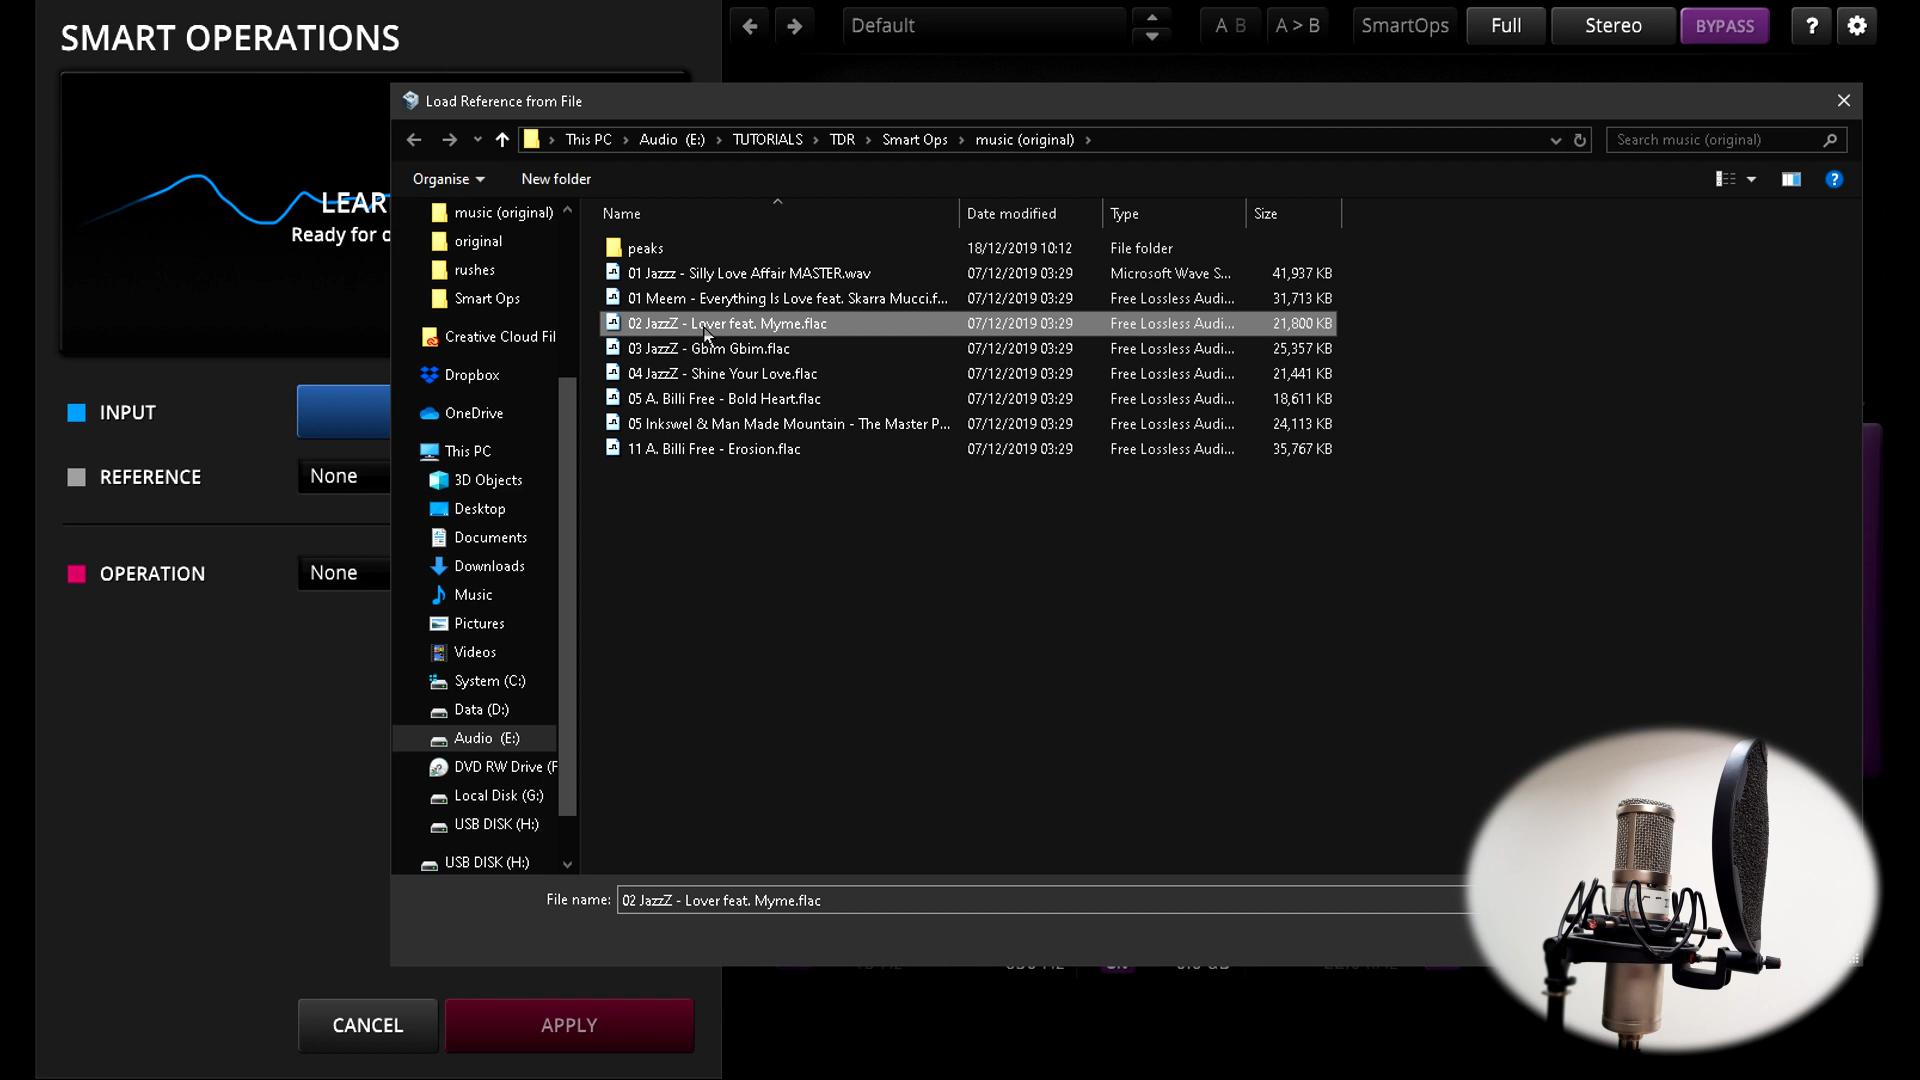 SMART OPERATIONS
Default
A B
A > B
SmartOps
Full
Stereo
BYPASS
?
Load Reference from File
This PC > Audio (E:) > TUTORIALS > TDR > Smart Ops > music (original) >
Search music (original)
Organise
New folder
?
LEAR
Ready for o
INPUT
REFERENCE
None
OPERATION
None
CANCEL
APPLY
music (original)
original
rushes
Smart Ops
Creative Cloud Fil
Dropbox
OneDrive
This PC
3D Objects
Desktop
Documents
Downloads
Music
Pictures
Videos
System (C:)
Data (D:)
Audio (E:)
DVD RW Drive (F
Local Disk (G:)
USB DISK (H:)
USB DISK (H:)
Name Date modified Type Size
peaks 18/12/2019 10:12 File folder
01 Jazzz - Silly Love Affair MASTER.wav 07/12/2019 03:29 Microsoft Wave S... 41,937 KB
01 Meem - Everything Is Love feat. Skarra Mucci.f... 07/12/2019 03:29 Free Lossless Audi... 31,713 KB
02 JazzZ - Lover feat. Myme.flac 07/12/2019 03:29 Free Lossless Audi... 21,800 KB
03 JazzZ - Gbim Gbim.flac 07/12/2019 03:29 Free Lossless Audi... 25,357 KB
04 JazzZ - Shine Your Love.flac 07/12/2019 03:29 Free Lossless Audi... 21,441 KB
05 A. Billi Free - Bold Heart.flac 07/12/2019 03:29 Free Lossless Audi... 18,611 KB
05 Inkswel & Man Made Mountain - The Master P... 07/12/2019 03:29 Free Lossless Audi... 24,113 KB
11 A. Billi Free - Erosion.flac 07/12/2019 03:29 Free Lossless Audi... 35,767 KB
File name: 02 JazzZ - Lover feat. Myme.flac